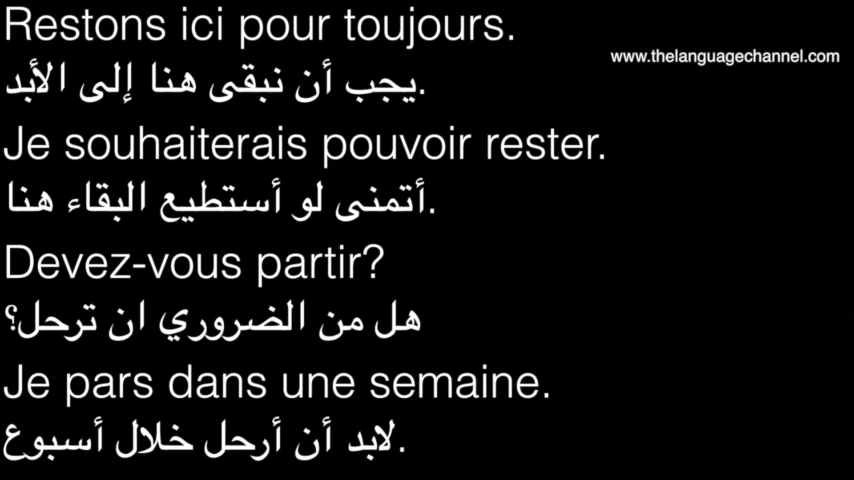 Restons ici pour toujours.
www.thelanguagechannel.com
يجب أن نبقى هنا إلى الأبد.
Je souhaiterais pouvoir rester.
أتمنى لو أستطيع البقاء هنا.
Devez-vous partir?
هل من الضروري ان ترحل؟
Je pars dans une semaine.
لابد أن أرحل خلال أسبوع.